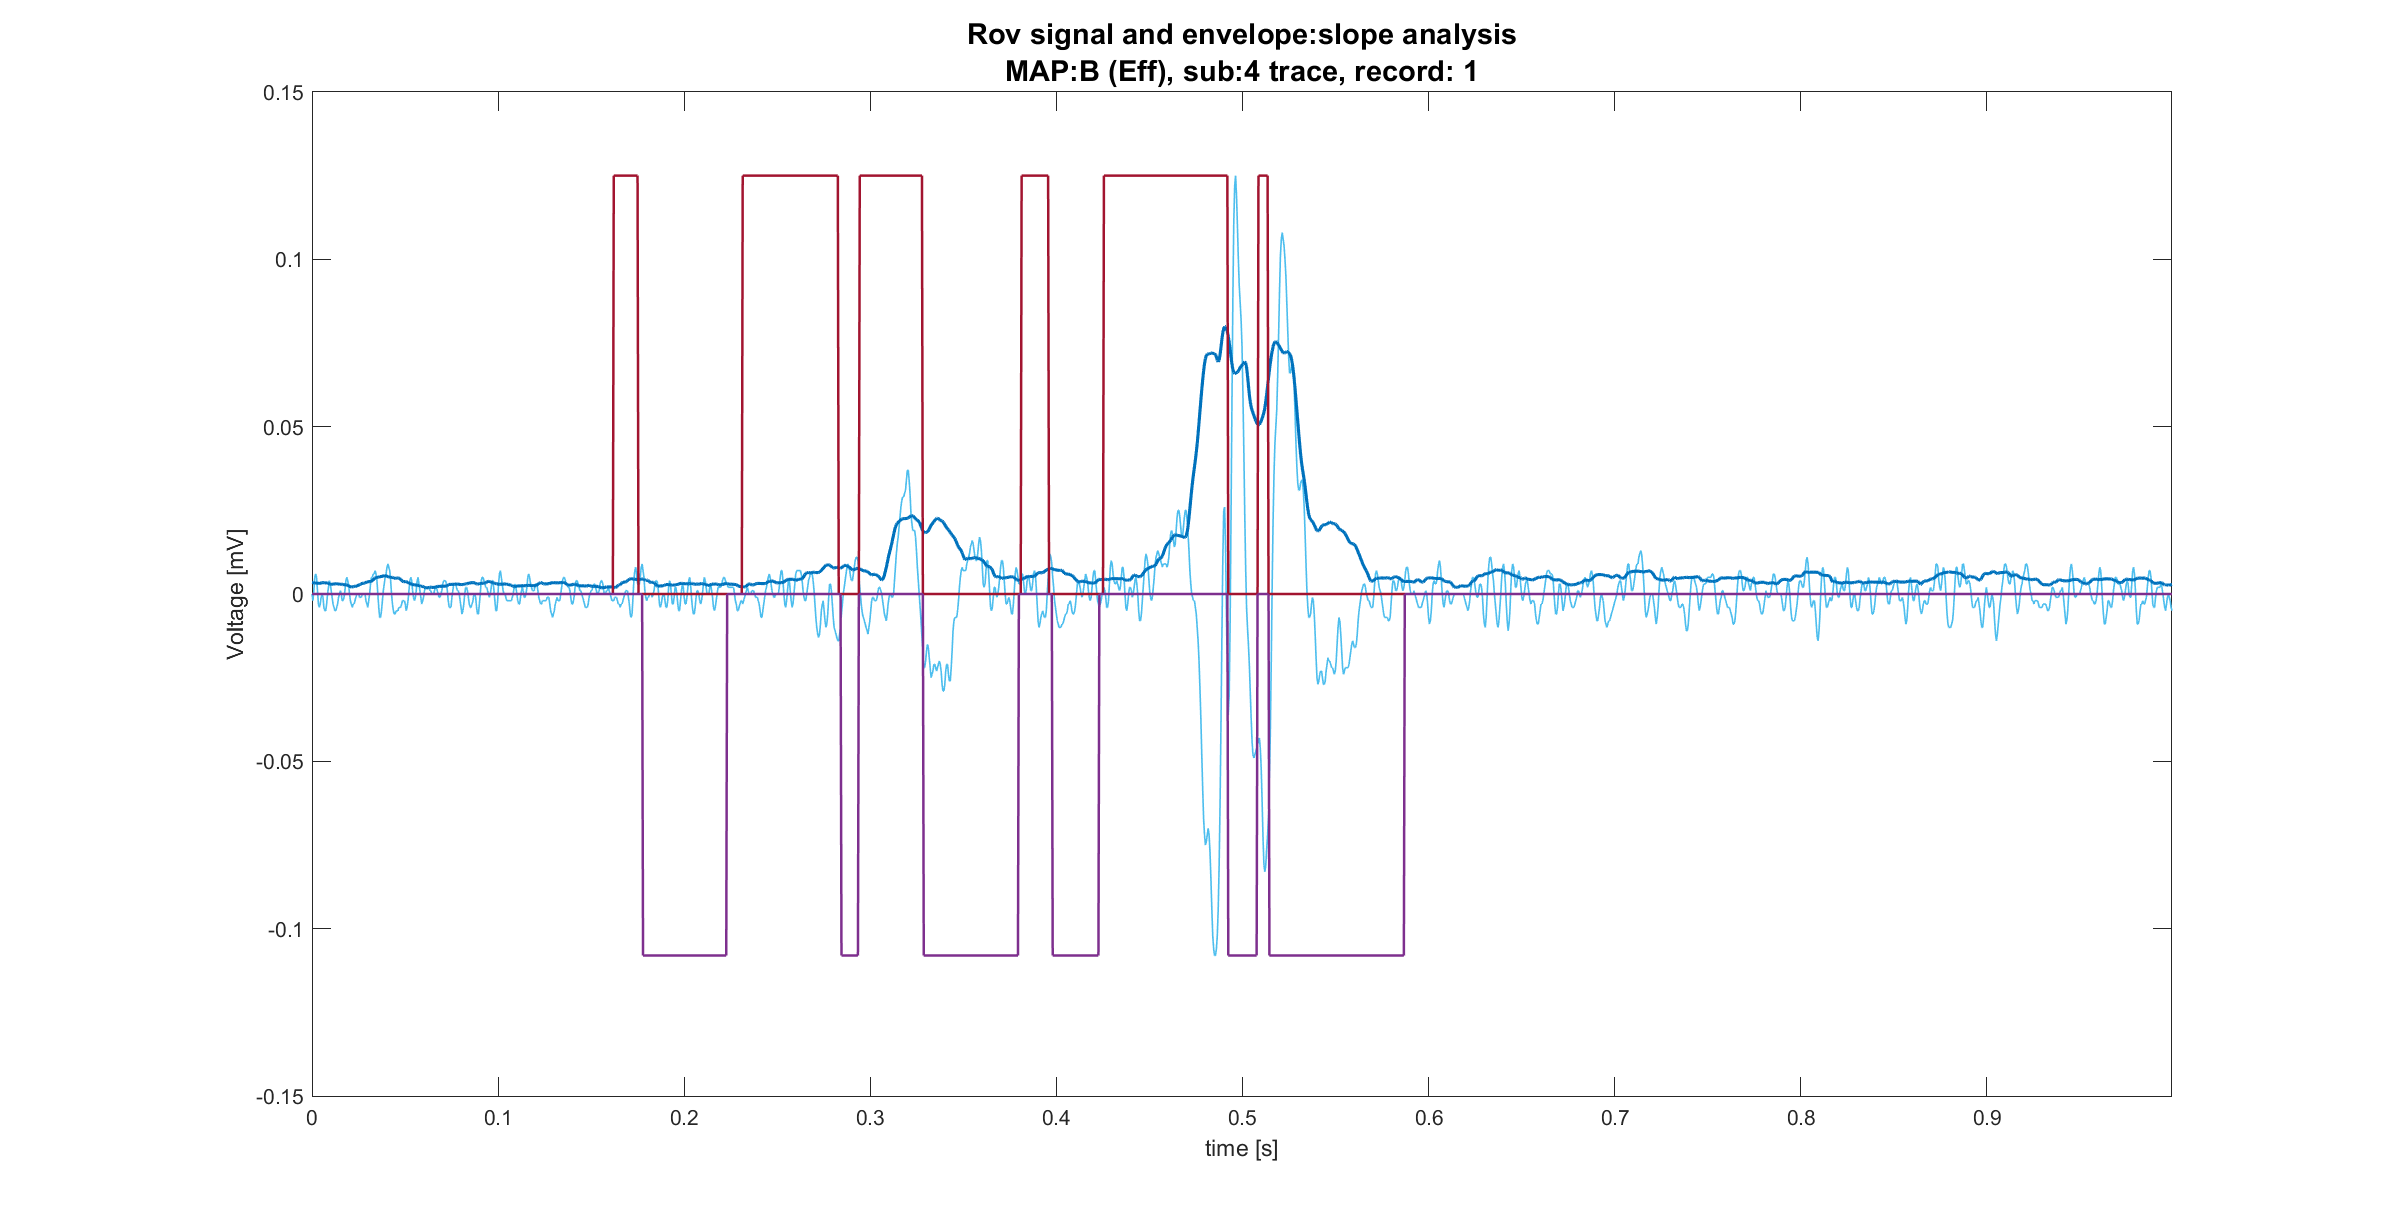 Rov signal and envelope:slope analysis
MAP:B (Eff), sub:4 trace, record: 1
0.15
0.1
0.05
0
-0.05
-0.1
-0.15
Voltage [mV]
0 0.1 0.2 0.3 0.4 0.5 0.6 0.7 0.8 0.9
time [s]